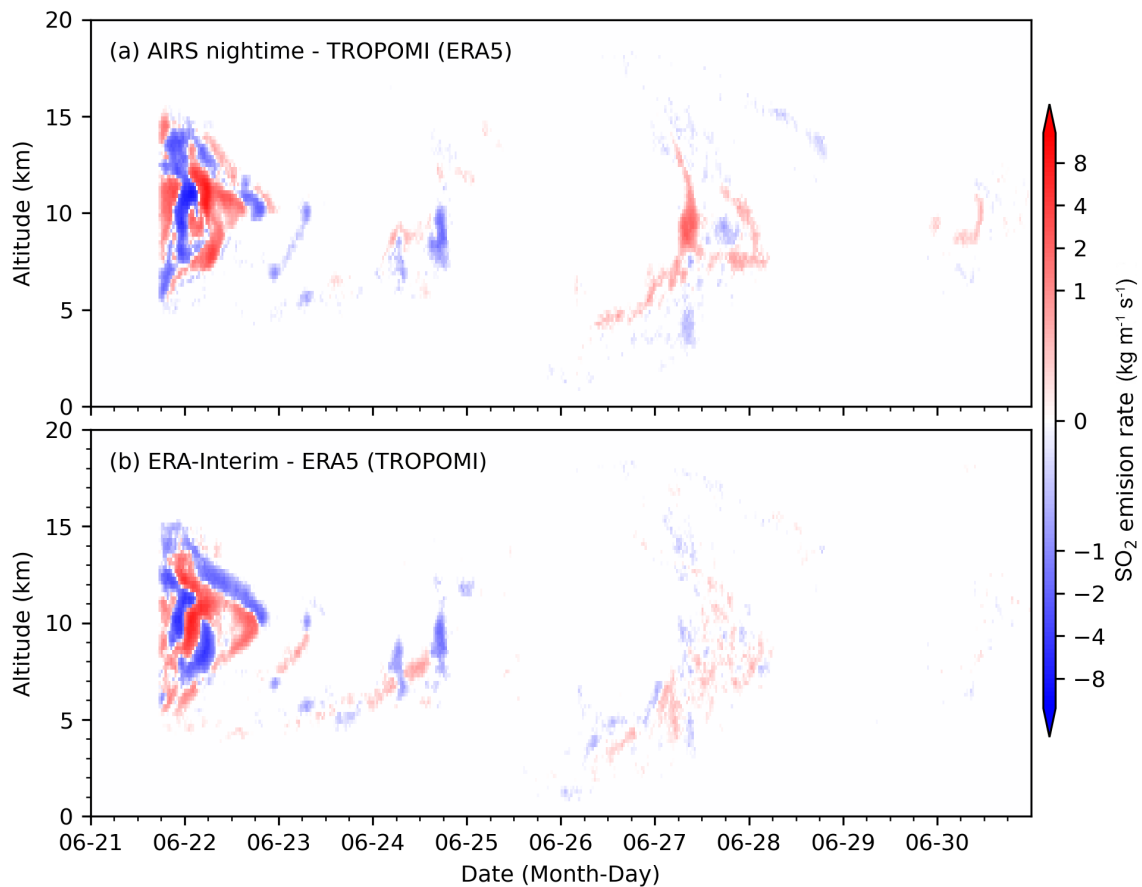 20
(a) AIRS nightime - TROPOMI (ERA5)
15
10
5
0
Altitude (km)
20
(b) ERA-Interim - ERA5 (TROPOMI)
15
10
5
0
Altitude (km)
06-21 06-22 06-23 06-24 06-25 06-26 06-27 06-28 06-29 06-30
Date (Month-Day)
8
4
2
1
0
−1
−2
−4
−8
SO₂ emision rate (kg m⁻¹ s⁻¹)